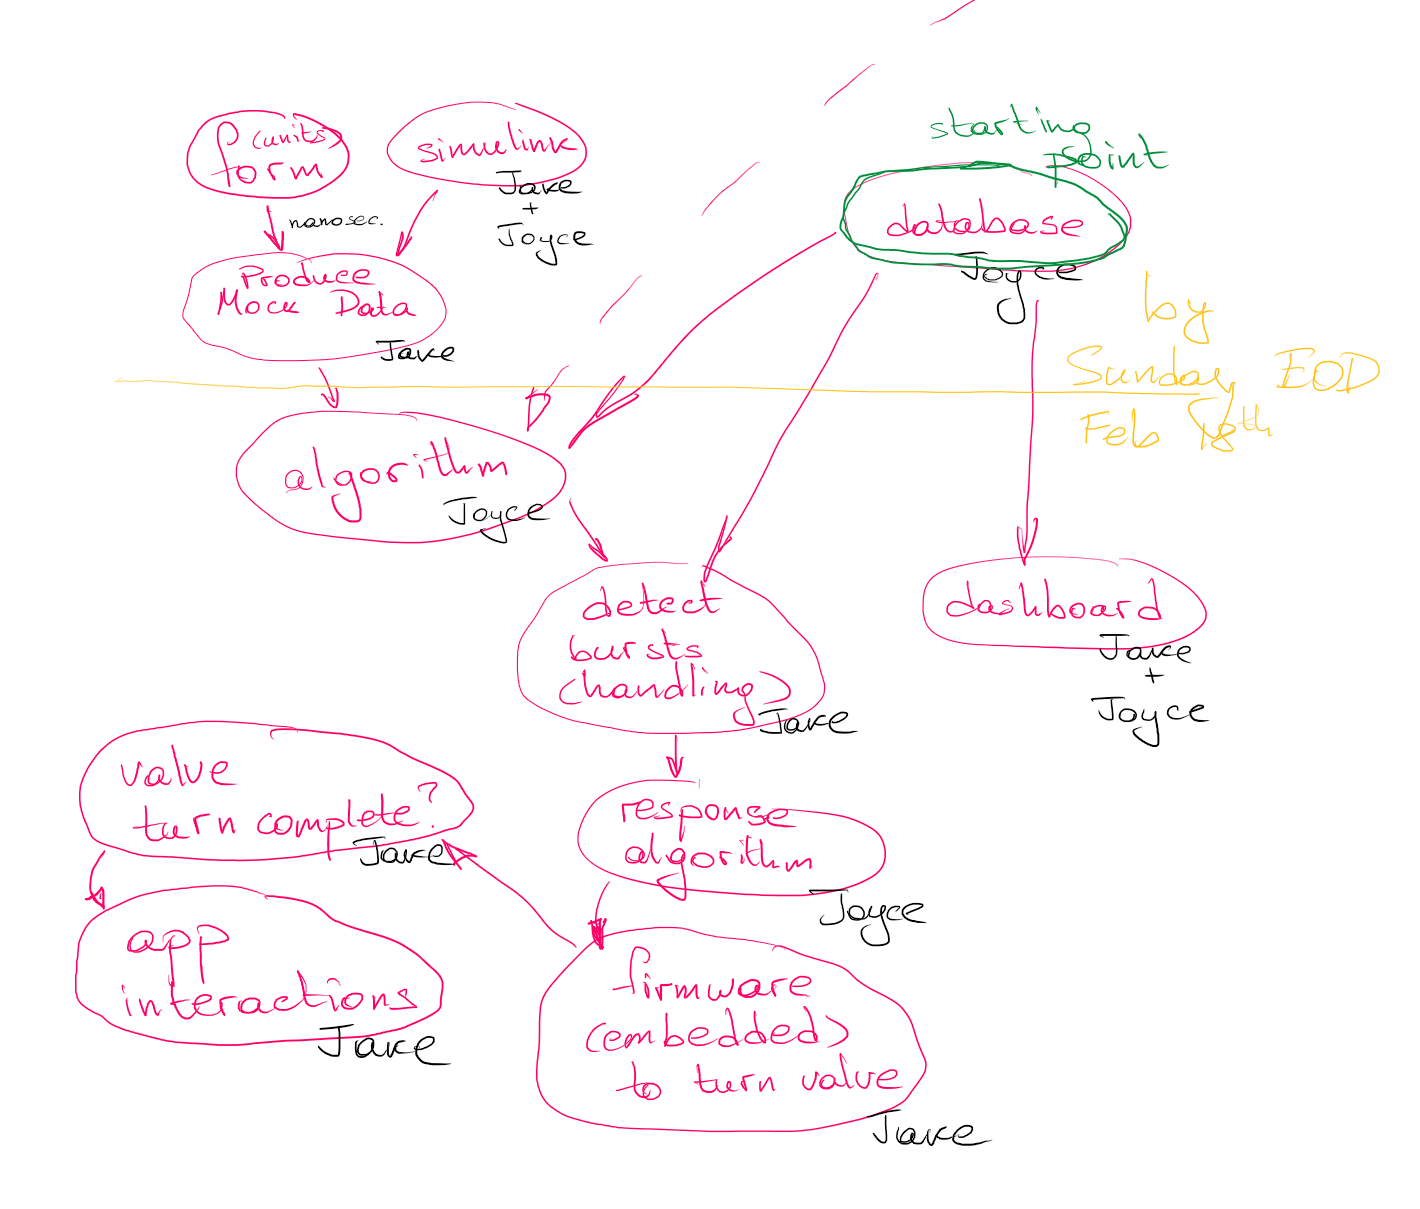 (units)
form
nanosec.
simulink
Jake
+
Joyce
Produce
Mock Data
Jake
starting
point
database
Joyce
by
Sunday EOD
Feb 18th
algorithm
Joyce
detect
bursts
(handling)
Jake
dashboard
Jake
+
Joyce
valve
turn complete?
Jake
response
algorithm
Joyce
app
interactions
Jake
firmware
(embedded)
to turn valve
Jake